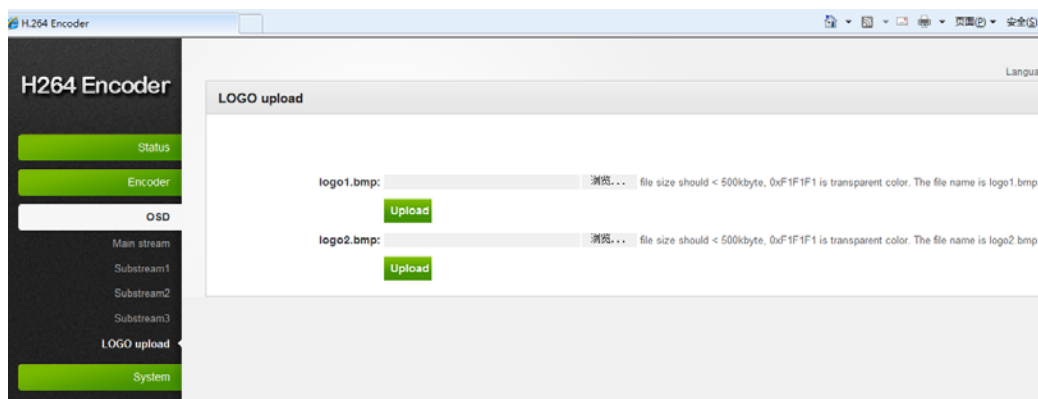 H.264 Encoder
页面(P) 安全(S)
H264 Encoder
Langua
LOGO upload
Status
Encoder
OSD
Main stream
Substream1
Substream2
Substream3
LOGO upload
System
logo1.bmp: 浏览... file size should < 500kbyte, 0xF1F1F1 is transparent color. The file name is logo1.bmp
Upload
logo2.bmp: 浏览... file size should < 500kbyte, 0xF1F1F1 is transparent color. The file name is logo2.bmp
Upload